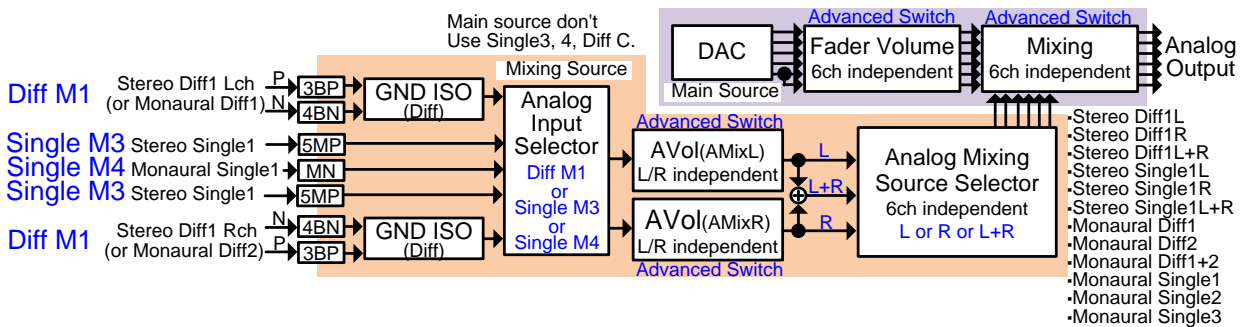 Main source don't
Use Single3, 4, Diff C.
Advanced Switch
Advanced Switch
DAC
Fader Volume
6ch independent
Mixing
6ch independent
Analog
Output
Main Source
Mixing Source
Diff M1
Stereo Diff1 Lch
(or Monaural Diff1)
P
N
3BP
4BN
GND ISO
(Diff)
Single M3
Stereo Single1
5MP
Single M4
Monaural Single1
MN
Single M3
Stereo Single1
5MP
Diff M1
Stereo Diff1 Rch
(or Monaural Diff2)
N
P
4BN
3BP
GND ISO
(Diff)
Analog
Input
Selector
Diff M1
or
Single M3
or
Single M4
Advanced Switch
AVol(AMixL)
L/R independent
AVol(AMixR)
L/R independent
Advanced Switch
L
L+R
R
Analog Mixing
Source Selector
6ch independent
L or R or L+R
▪Stereo Diff1L
▪Stereo Diff1R
▪Stereo Diff1L+R
▪Stereo Single1L
▪Stereo Single1R
▪Stereo Single1L+R
▪Monaural Diff1
▪Monaural Diff2
▪Monaural Diff1+2
▪Monaural Single1
▪Monaural Single2
▪Monaural Single3